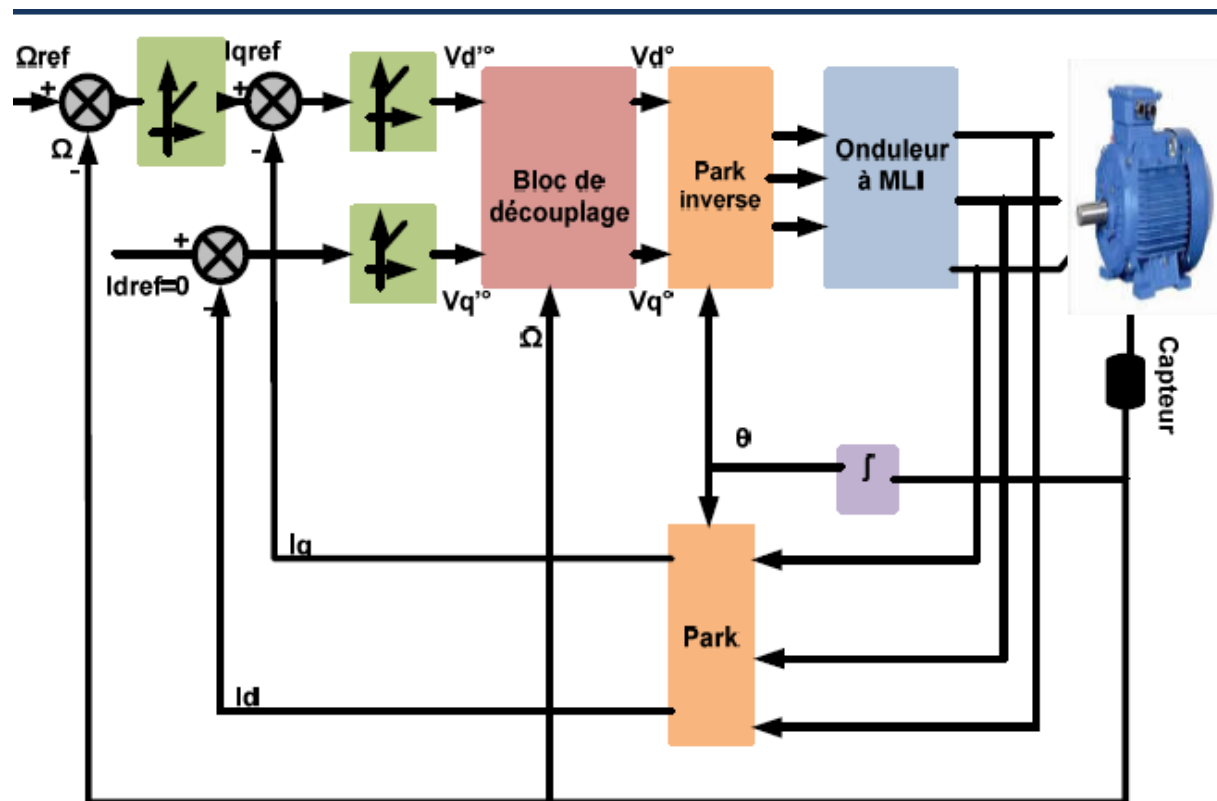 Ωref
+
Iqref
+
Vd'°
Vd°
Ω
-
-
Bloc de
découplage
Park
inverse
Onduleur
à MLI
+
Idref=0
-
Vq'°
Vq°
Ω
Capteur
θ
∫
Iq
Park
Id